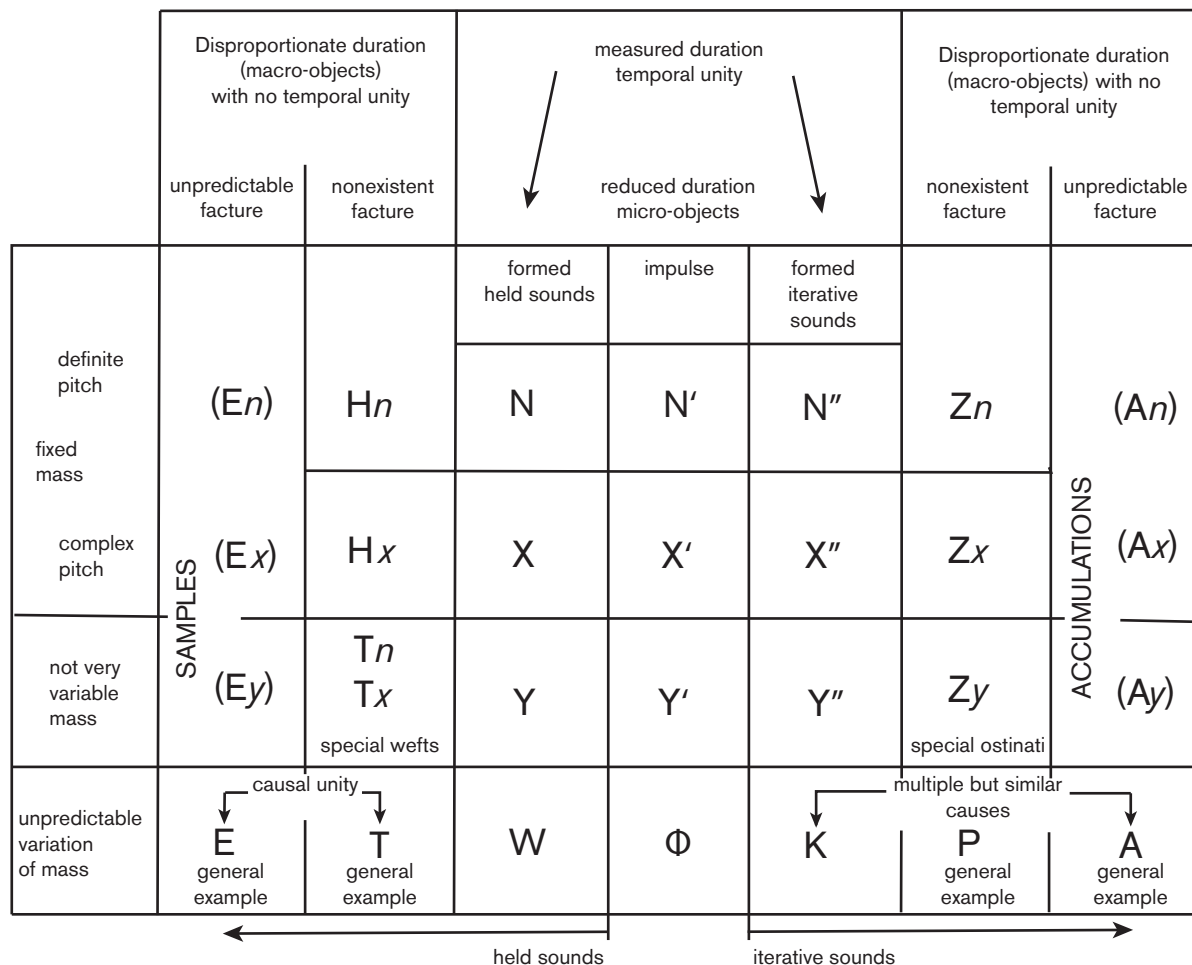 Disproportionate duration
(macro-objects)
with no temporal unity
measured duration
temporal unity
Disproportionate duration
(macro-objects) with no
temporal unity
unpredictable
facture
nonexistent
facture
reduced duration
micro-objects
nonexistent
facture
unpredictable
facture
formed
held sounds
impulse
formed
iterative
sounds
definite
pitch
(En)
Hn
N
N‘
N″
Zn
(An)
fixed
mass
complex
pitch
SAMPLES
(Ex)
Hx
X
X‘
X″
Zx
ACCUMULATIONS
(Ax)
not very
variable
mass
(Ey)
Tn
Tx
special wefts
Y
Y‘
Y″
Zy
special ostinati
(Ay)
unpredictable
variation
of mass
causal unity
E
general
example
T
general
example
W
Φ
multiple but similar
causes
K
P
general
example
A
general
example
held sounds
iterative sounds